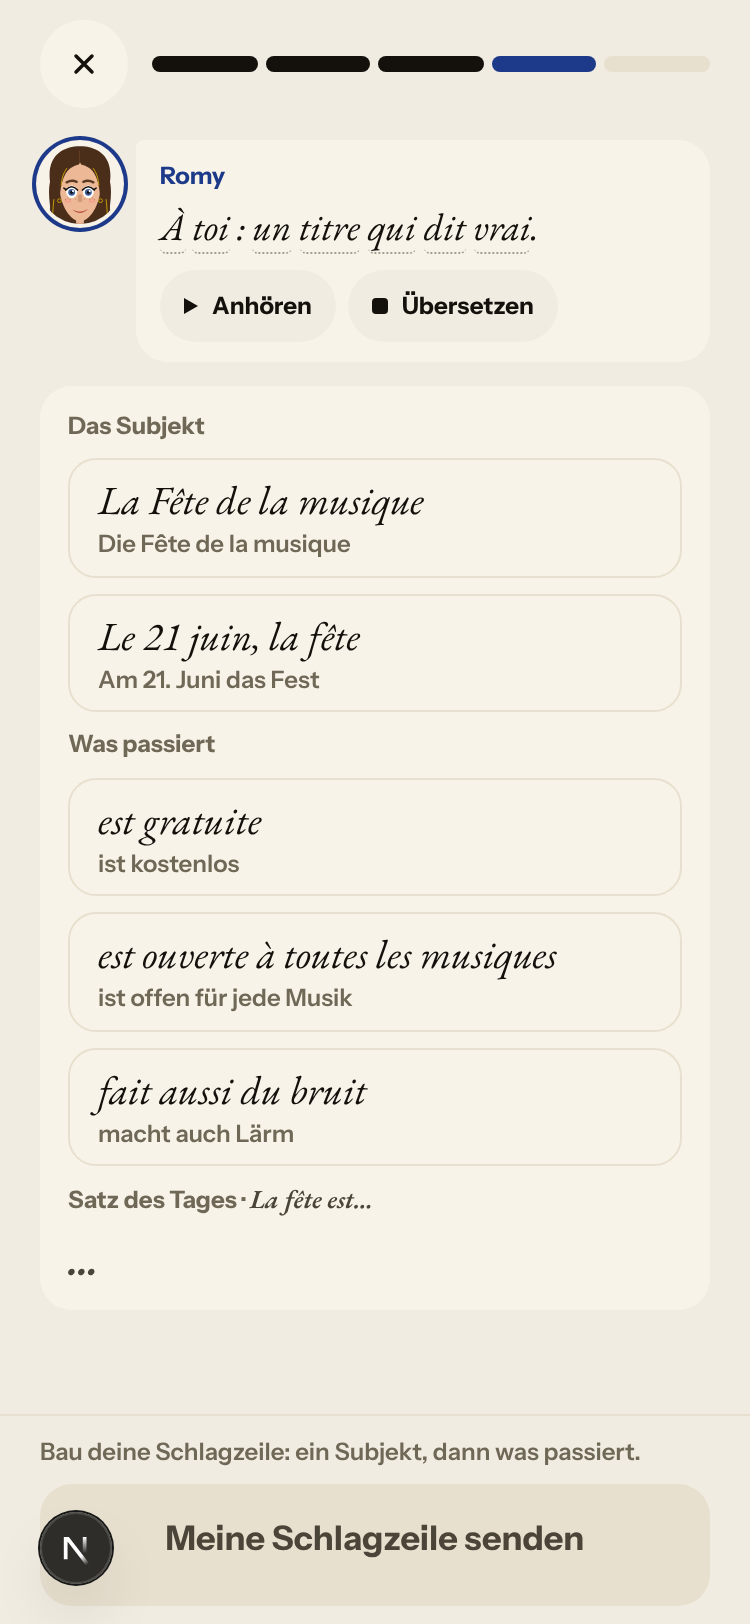 Romy
À toi : un titre qui dit vrai.
Anhören
Übersetzen
Das Subjekt
La Fête de la musique
Die Fête de la musique
Le 21 juin, la fête
Am 21. Juni das Fest
Was passiert
est gratuite
ist kostenlos
est ouverte à toutes les musiques
ist offen für jede Musik
fait aussi du bruit
macht auch Lärm
Satz des Tages · La fête est…
…
Bau deine Schlagzeile: ein Subjekt, dann was passiert.
Meine Schlagzeile senden
N